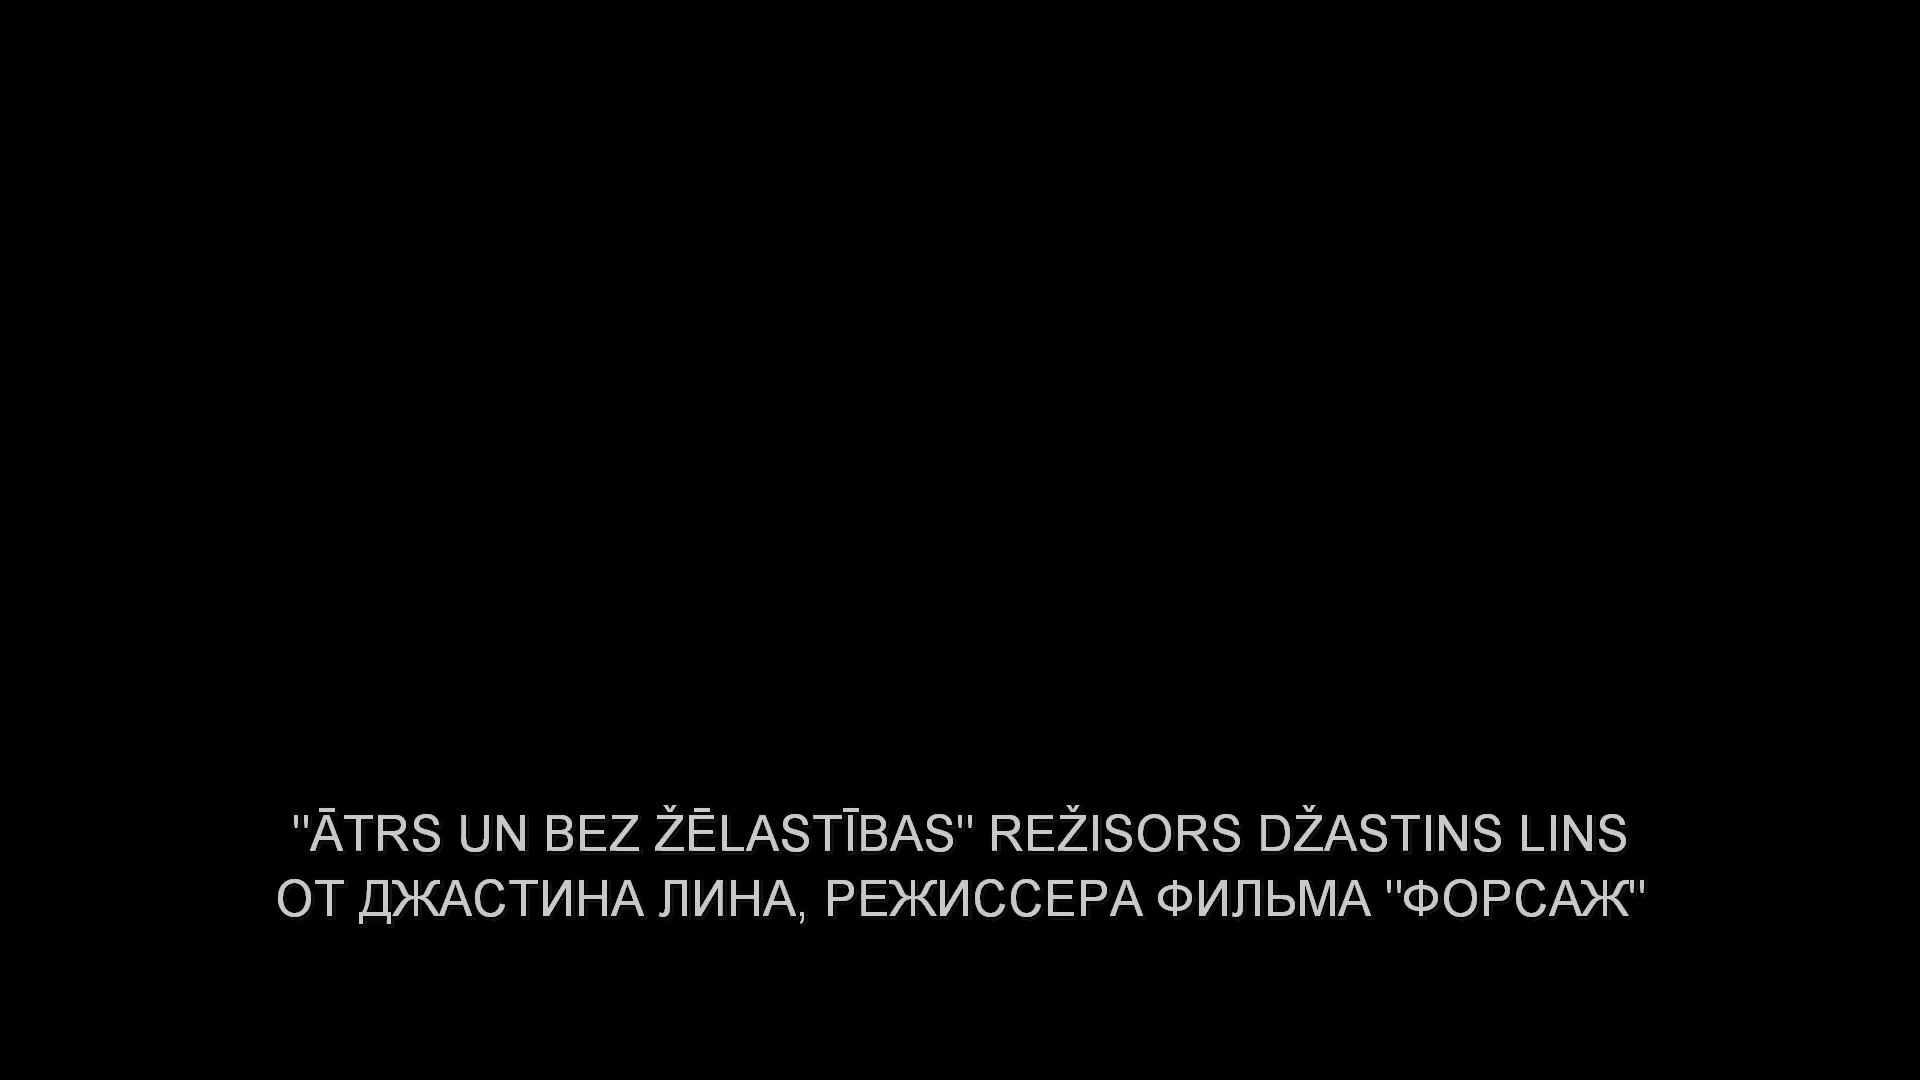 "ĀTRS UN BEZ ŽĒLASTĪBAS" REŽISORS DŽASTINS LINS
ОТ ДЖАСТИНА ЛИНА, РЕЖИССЕРА ФИЛЬМА "ФОРСАЖ"